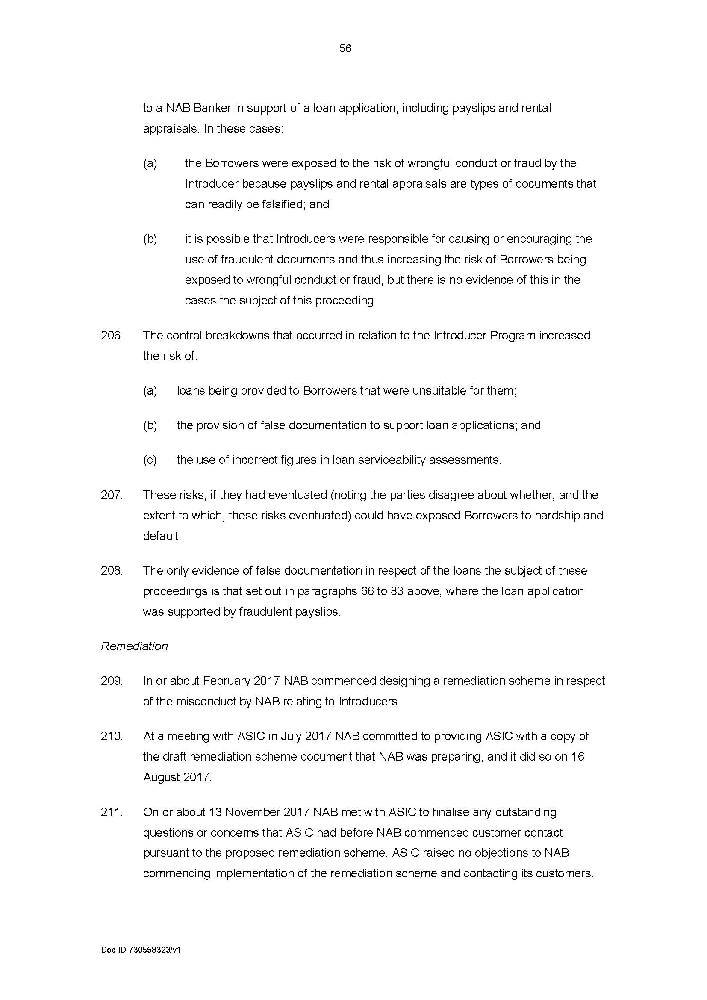 56
to a NAB Banker in support of a loan application, including payslips and rental
appraisals. In these cases:
(a) the Borrowers were exposed to the risk of wrongful conduct or fraud by the
Introducer because payslips and rental appraisals are types of documents that
can readily be falsified; and
(b) it is possible that Introducers were responsible for causing or encouraging the
use of fraudulent documents and thus increasing the risk of Borrowers being
exposed to wrongful conduct or fraud, but there is no evidence of this in the
cases the subject of this proceeding.
206. The control breakdowns that occurred in relation to the Introducer Program increased
the risk of:
(a) loans being provided to Borrowers that were unsuitable for them;
(b) the provision of false documentation to support loan applications; and
(c) the use of incorrect figures in loan serviceability assessments.
207. These risks, if they had eventuated (noting the parties disagree about whether, and the
extent to which, these risks eventuated) could have exposed Borrowers to hardship and
default.
208. The only evidence of false documentation in respect of the loans the subject of these
proceedings is that set out in paragraphs 66 to 83 above, where the loan application
was supported by fraudulent payslips.
Remediation
209. In or about February 2017 NAB commenced designing a remediation scheme in respect
of the misconduct by NAB relating to Introducers.
210. At a meeting with ASIC in July 2017 NAB committed to providing ASIC with a copy of
the draft remediation scheme document that NAB was preparing, and it did so on 16
August 2017.
211. On or about 13 November 2017 NAB met with ASIC to finalise any outstanding
questions or concerns that ASIC had before NAB commenced customer contact
pursuant to the proposed remediation scheme. ASIC raised no objections to NAB
commencing implementation of the remediation scheme and contacting its customers.
Doc ID 730558323/v1